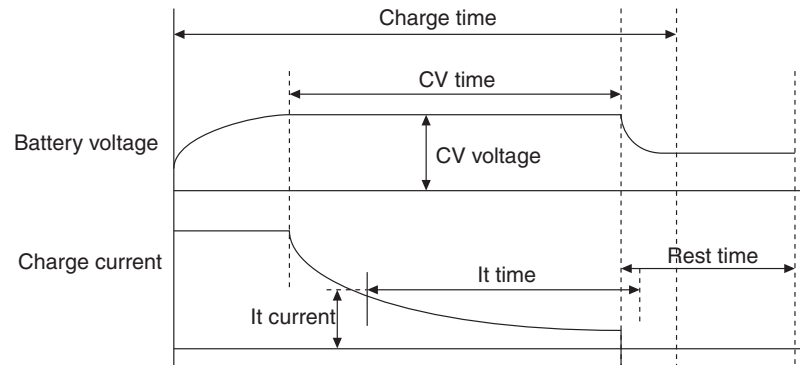 Charge time
CV time
Battery voltage
CV voltage
Charge current
Rest time
It time
It current